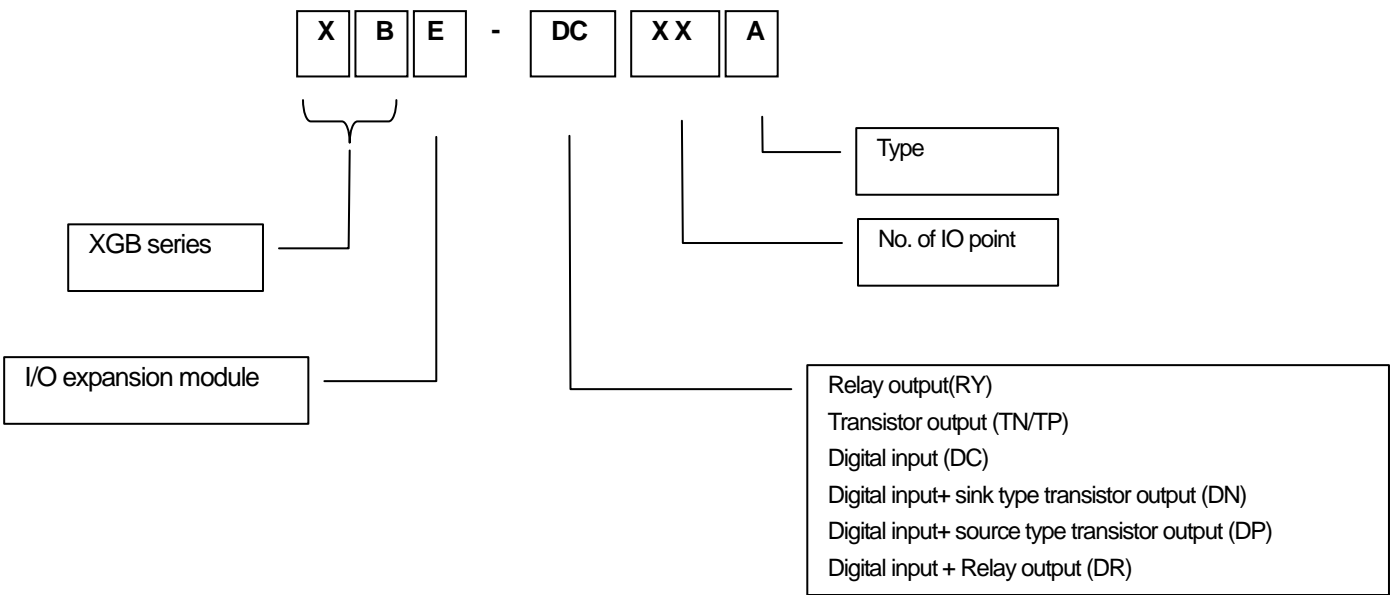 X B E - DC X X A
Type
XGB series
No. of IO point
I/O expansion module
Relay output(RY)
Transistor output (TN/TP)
Digital input (DC)
Digital input+ sink type transistor output (DN)
Digital input+ source type transistor output (DP)
Digital input + Relay output (DR)